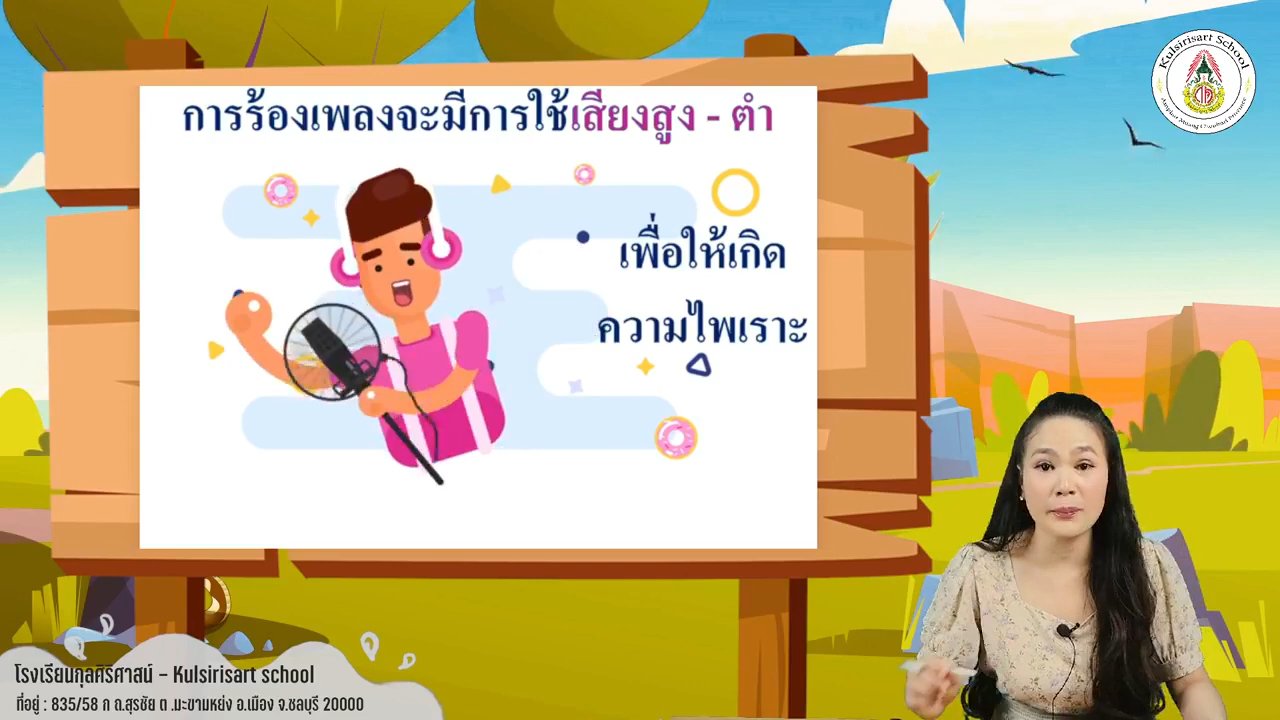 การร้องเพลงจะมีการใช้เสียงสูง - ตำ
เพื่อให้เกิด
ความไพเราะ
Kulsirisart School
โรงเรียนกุลศิริศาสน์ - Kulsirisart school
ที่อยู่ : 835/58 ก ถ.สุรชัย ต .มะขามหย่ง อ.เมือง จ.ชลบุรี 20000